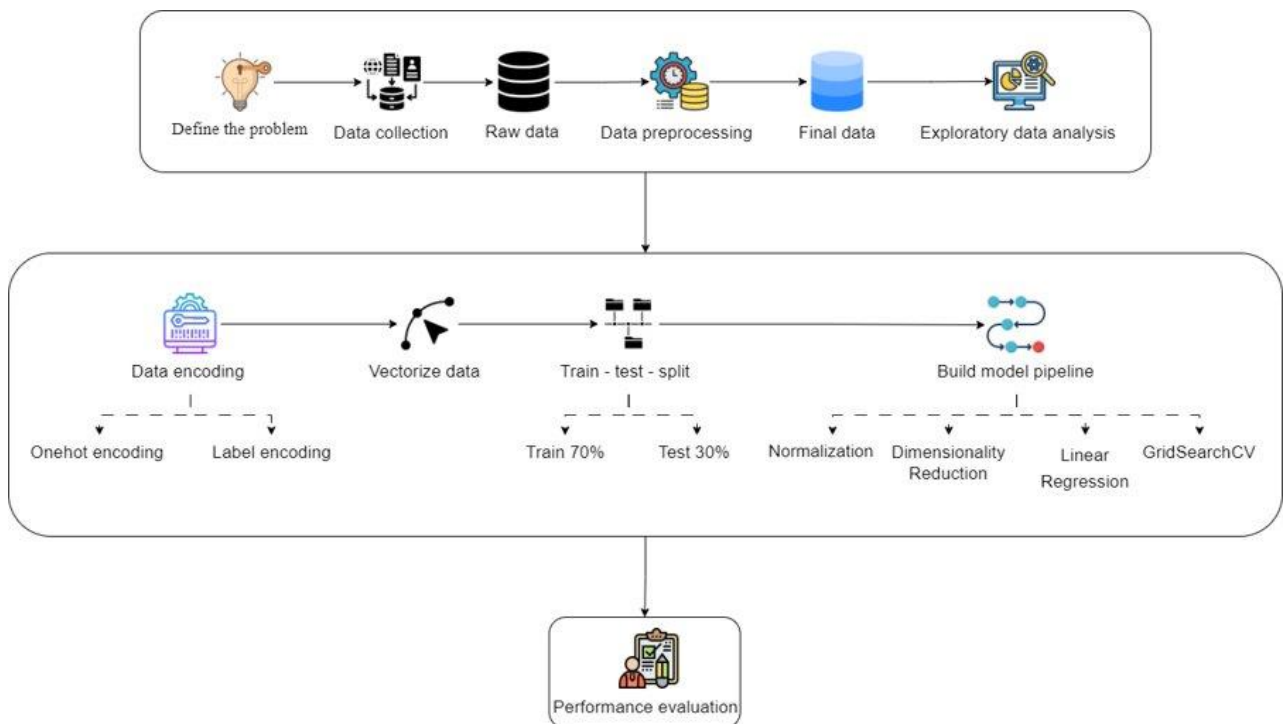 Define the problem
Data collection
Raw data
Data preprocessing
Final data
Exploratory data analysis
Data encoding
Vectorize data
Train - test - split
Build model pipeline
Onehot encoding
Label encoding
Train 70%
Test 30%
Normalization
Dimensionality
Reduction
Linear
Regression
GridSearchCV
Performance evaluation